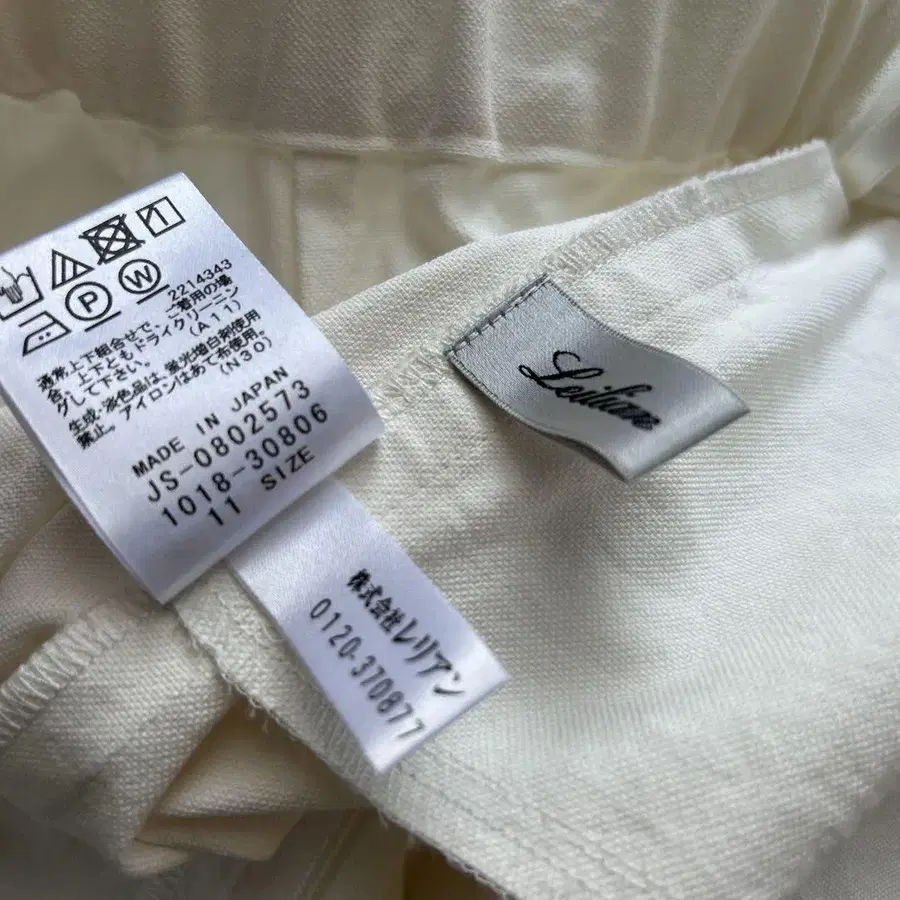 P W
2214343
通常上下組合せで、ご着用の場
合、上下ともドライクリーニン
グして下さい。 (A11)
生成・淡色品は、蛍光増白剤使用
禁止。アイロンはあて布使用。
(N30)
MADE IN JAPAN
JS-0802573
1018-30806
11 SIZE
株式会社レリアン
0120-370877
Leilian